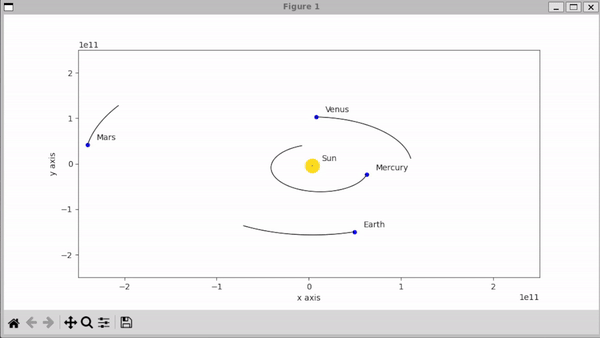 Figure 1
1e11
2
1
0
−1
−2
y axis
Venus
Mars
Sun
Mercury
Earth
−2
−1
0
1
2
x axis
1e11